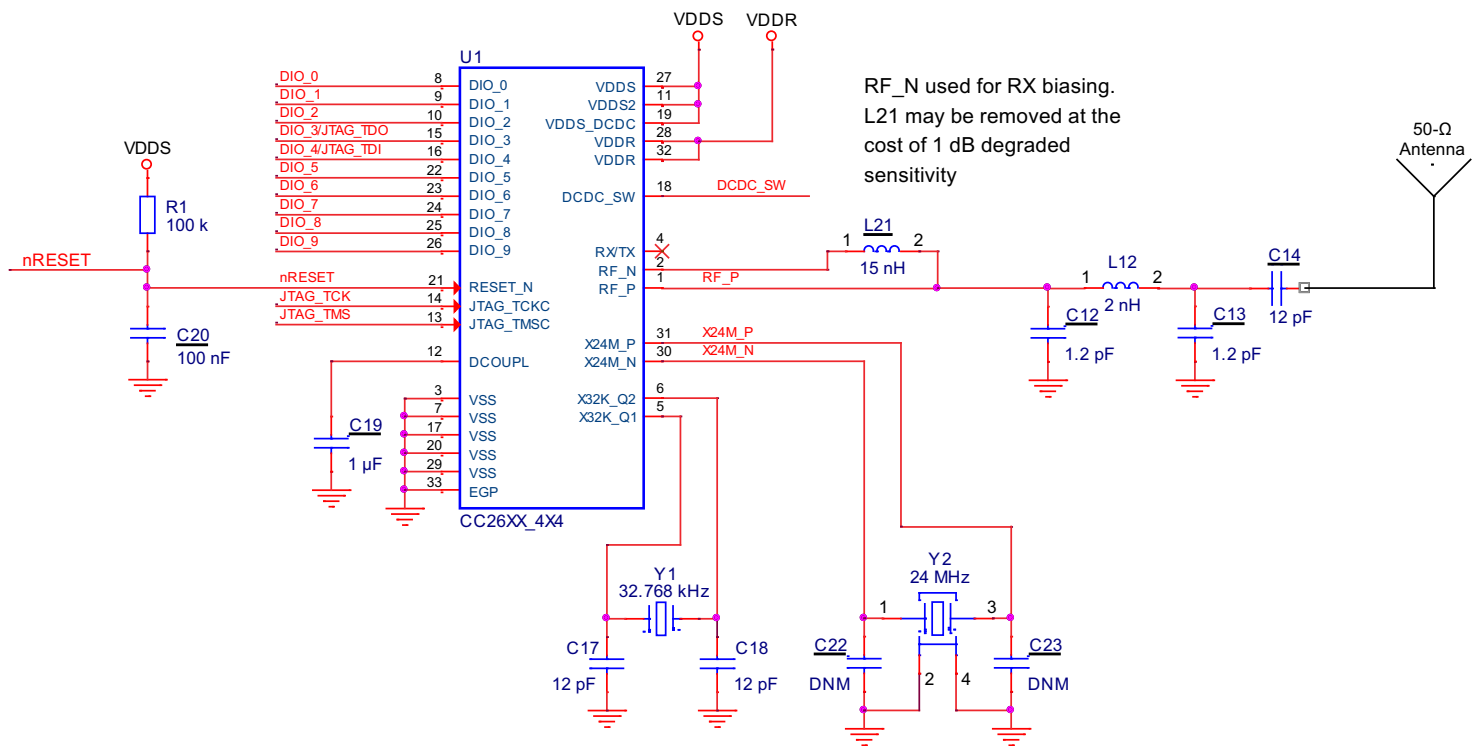 VDDS
VDDR
U1
RF_N used for RX biasing.
L21 may be removed at the
cost of 1 dB degraded
sensitivity
50-Ω
Antenna
DIO_0
8
DIO_0
DIO_1
9
DIO_1
DIO_2
10
DIO_2
DIO_3/JTAG_TDO
15
DIO_3
DIO_4/JTAG_TDI
16
DIO_4
DIO_5
22
DIO_5
DIO_6
23
DIO_6
DIO_7
24
DIO_7
DIO_8
25
DIO_8
DIO_9
26
DIO_9
VDDS
27
VDDS2
11
VDDS_DCDC
19
VDDR
28
VDDR
32
DCDC_SW
18
DCDC_SW
RX/TX
4
RF_N
2
RF_P
1
RF_P
VDDS
R1
100 k
nRESET
nRESET
21
RESET_N
JTAG_TCK
14
JTAG_TCKC
JTAG_TMS
13
JTAG_TMSC
C20
100 nF
12
DCOUPL
C19
1 µF
3
VSS
7
VSS
17
VSS
20
VSS
29
VSS
33
EGP
CC26XX_4X4
X24M_P
31
X24M_P
X24M_N
30
X24M_N
X32K_Q2
6
X32K_Q1
5
1
L21
2
15 nH
1
L12
2
2 nH
C14
12 pF
C12
1.2 pF
C13
1.2 pF
Y1
32.768 kHz
C17
12 pF
C18
12 pF
Y2
24 MHz
1
3
C22
DNM
2
4
C23
DNM